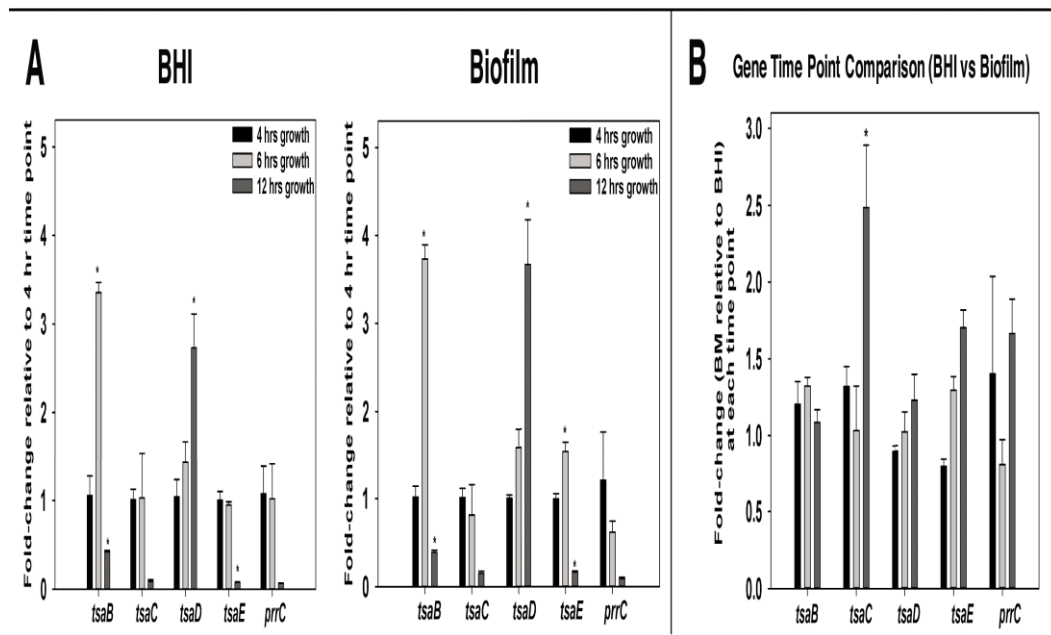 A
BHI
Fold-change relative to 4 hr time point
5
4
3
2
1
0
4 hrs growth
6 hrs growth
12 hrs growth
*
*
*
*
tsaB
tsaC
tsaD
tsaE
prrC
Biofilm
Fold-change relative to 4 hr time point
5
4
3
2
1
0
4 hrs growth
6 hrs growth
12 hrs growth
*
*
*
*
*
tsaB
tsaC
tsaD
tsaE
prrC
B
Gene Time Point Comparison (BHI vs Biofilm)
Fold-change (BM relative to BHI)
at each time point
3.0
2.5
2.0
1.5
1.0
0.5
0.0
*
tsaB
tsaC
tsaD
tsaE
prrC